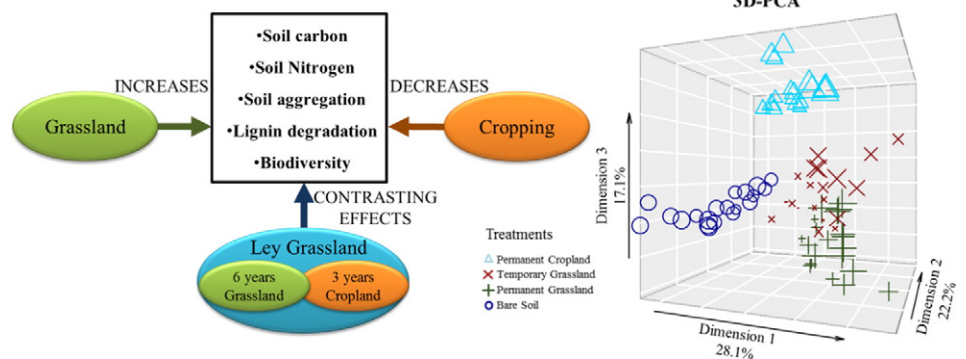 •Soil carbon
•Soil Nitrogen
•Soil aggregation
•Lignin degradation
•Biodiversity
INCREASES
DECREASES
Grassland
Cropping
CONTRASTING
EFFECTS
Ley Grassland
6 years
Grassland
3 years
Cropland
Treatments
Permanent Cropland
Temporary Grassland
Permanent Grassland
Bare Soil
3D-PCA
Dimension 3
17.1%
Dimension 1
28.1%
Dimension 2
22.2%